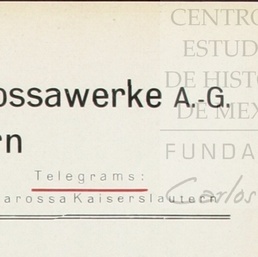 CENTRO
ESTUD
DE HISTO
DE MEX
FUNDA
Carlos
ossawerke A.-G.
rn
Telegrams:
arossaKaiserslautern